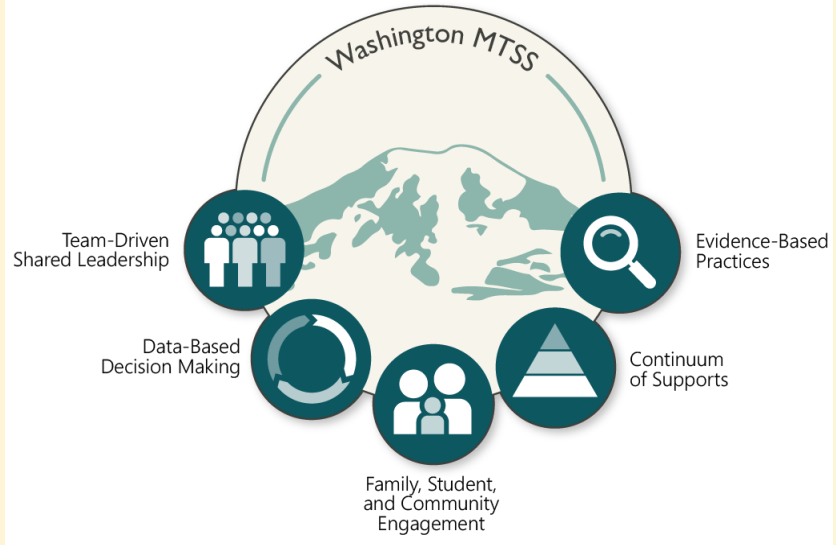 Washington MTSS
Team-Driven
Shared Leadership
Evidence-Based
Practices
Data-Based
Decision Making
Continuum
of Supports
Family, Student,
and Community
Engagement